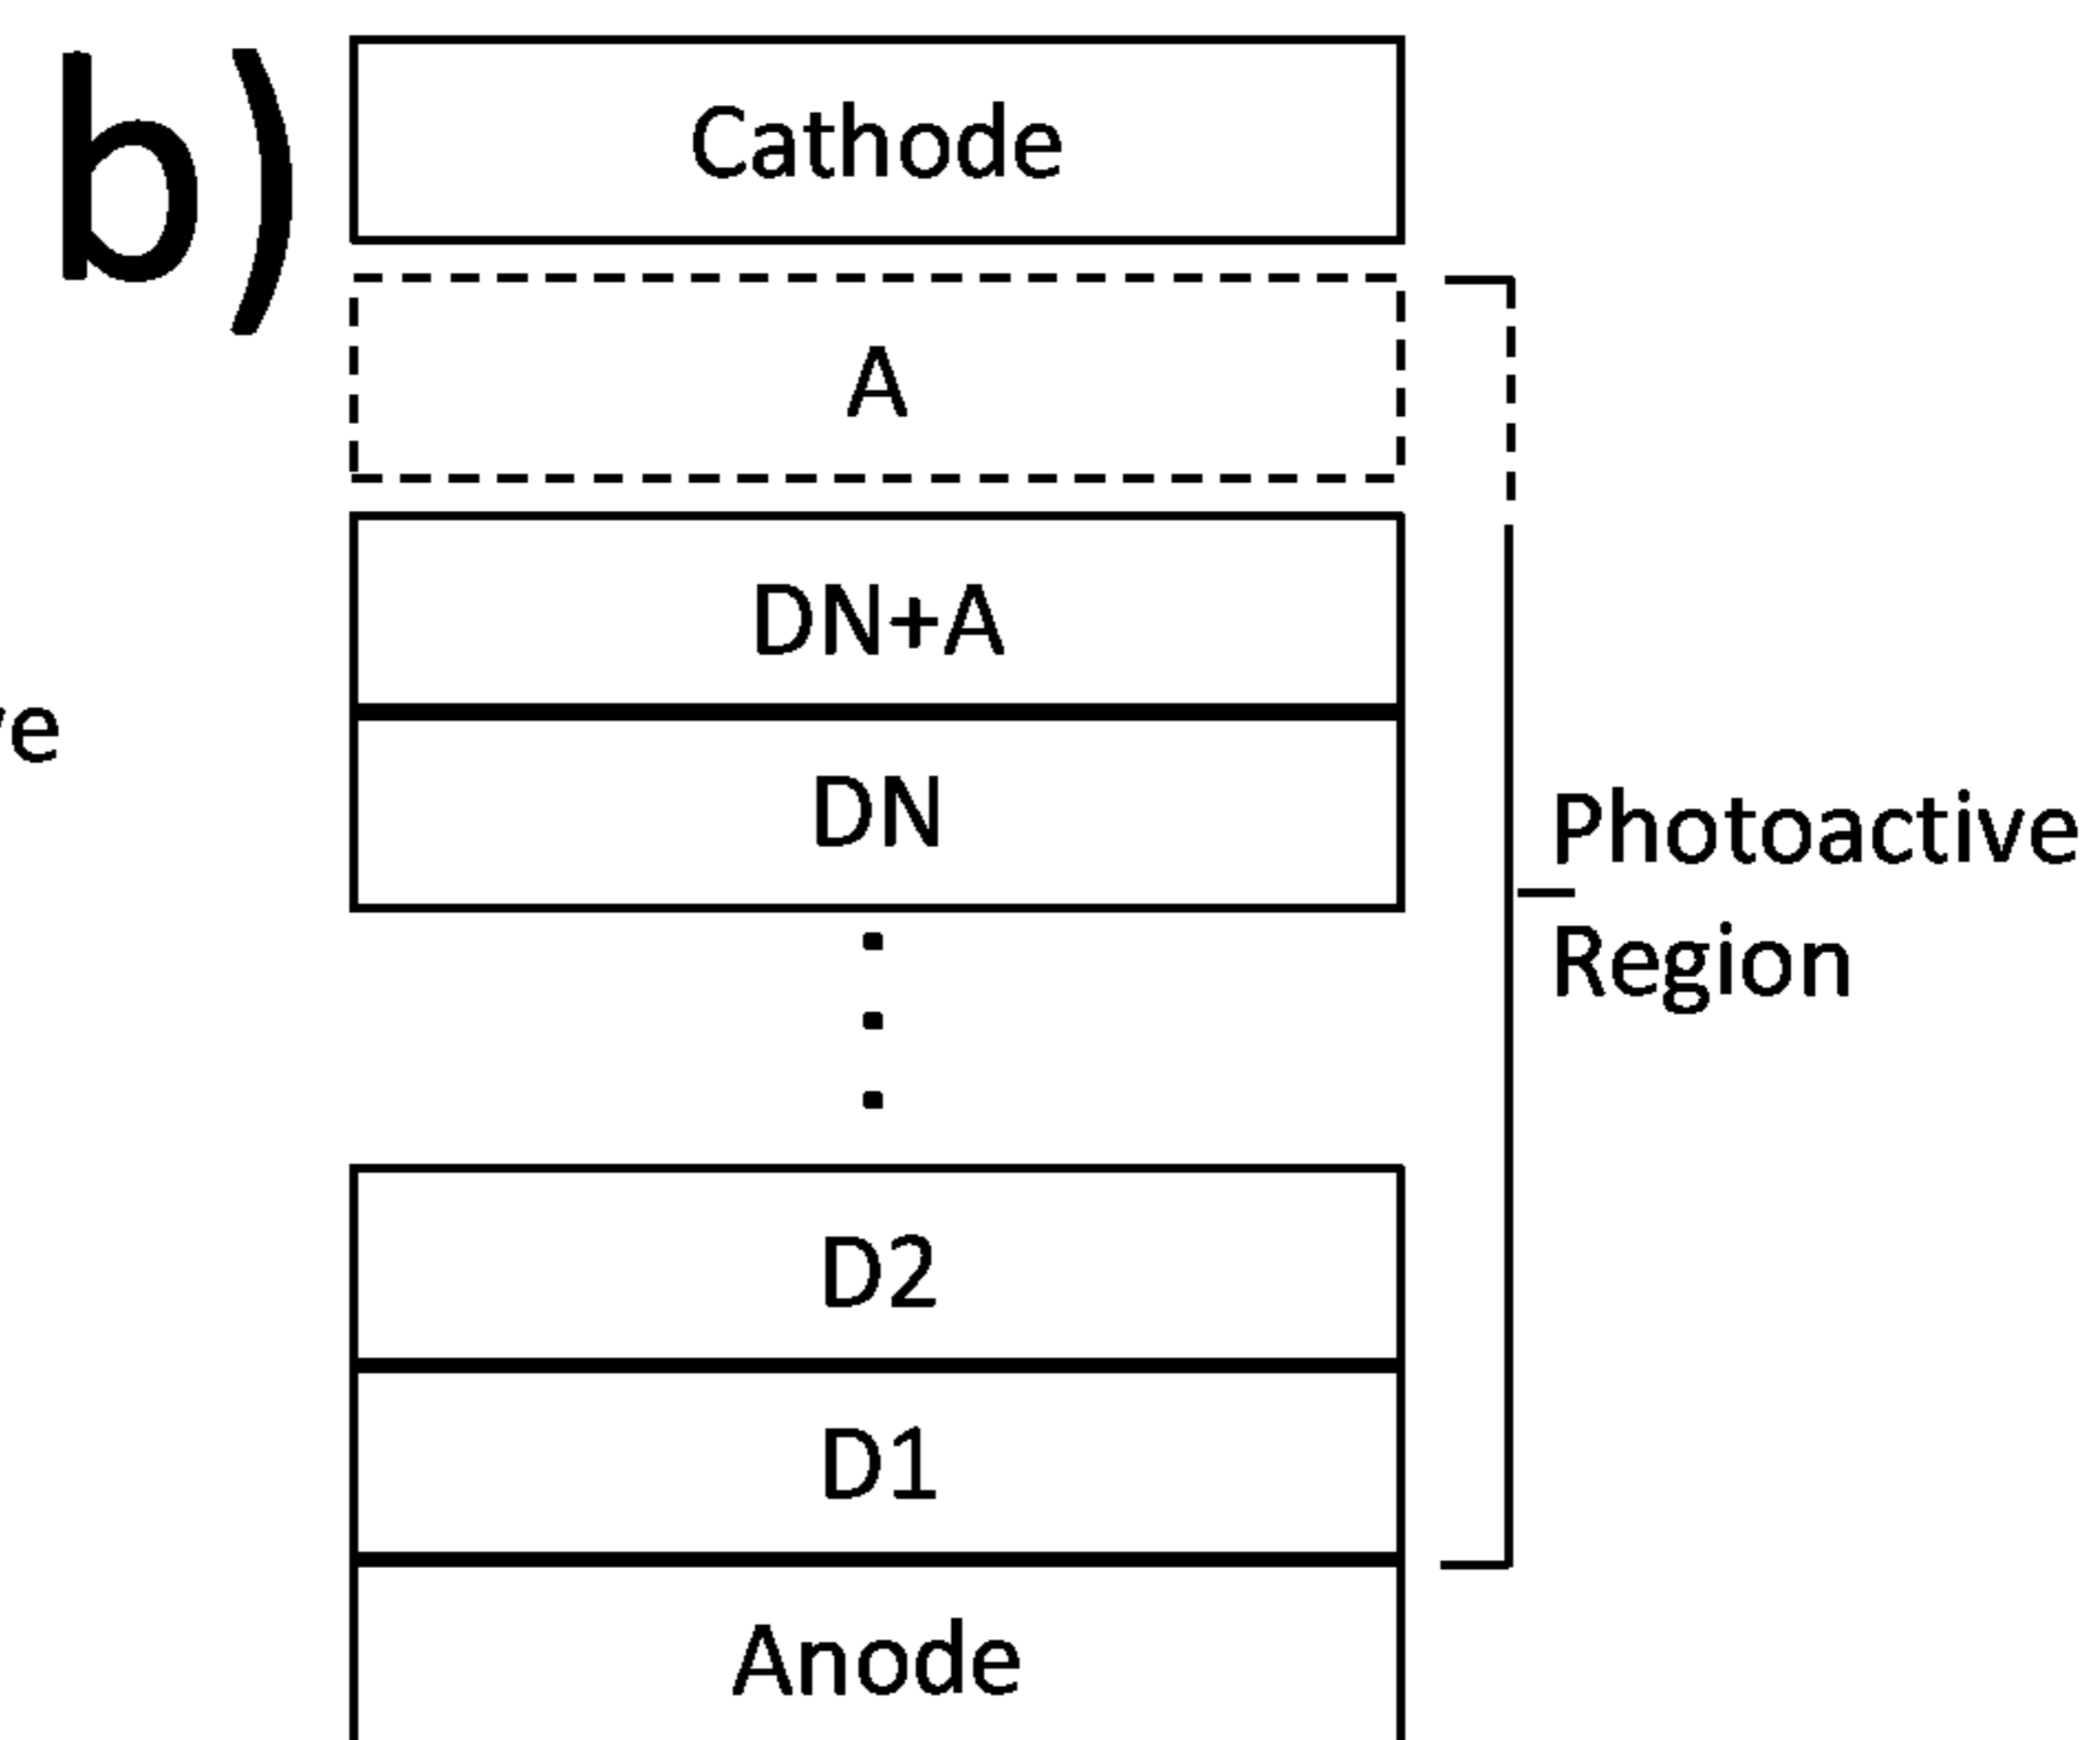 b)
Cathode
A
DN+A
DN
Photoactive
Region
D2
D1
Anode